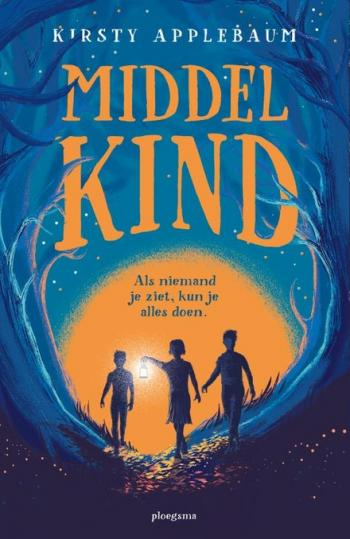 KIRSTY APPLEBAUM
MIDDEL
KIND
Als niemand
je ziet, kun je
alles doen.
ploegsma